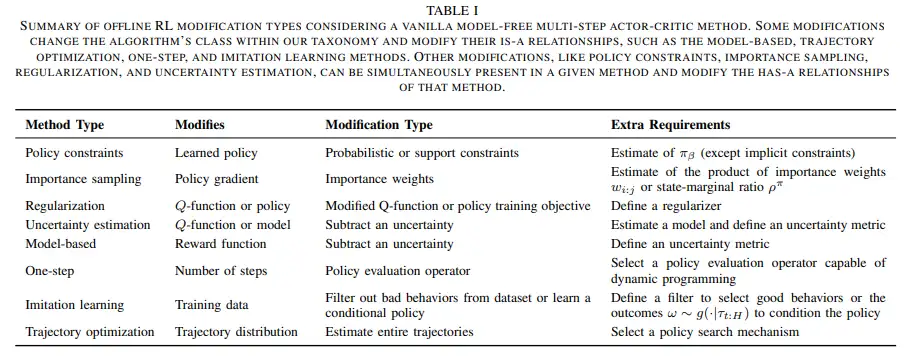 TABLE I
SUMMARY OF OFFLINE RL MODIFICATION TYPES CONSIDERING A VANILLA MODEL-FREE MULTI-STEP ACTOR-CRITIC METHOD. SOME MODIFICATIONS
CHANGE THE ALGORITHM'S CLASS WITHIN OUR TAXONOMY AND MODIFY THEIR IS-A RELATIONSHIPS, SUCH AS THE MODEL-BASED, TRAJECTORY
OPTIMIZATION, ONE-STEP, AND IMITATION LEARNING METHODS. OTHER MODIFICATIONS, LIKE POLICY CONSTRAINTS, IMPORTANCE SAMPLING,
REGULARIZATION, AND UNCERTAINTY ESTIMATION, CAN BE SIMULTANEOUSLY PRESENT IN A GIVEN METHOD AND MODIFY THE HAS-A RELATIONSHIPS
OF THAT METHOD.
Method Type Modifies Modification Type Extra Requirements
Policy constraints Learned policy Probabilistic or support constraints Estimate of πβ (except implicit constraints)
Importance sampling Policy gradient Importance weights Estimate of the product of importance weights
wi:j or state-marginal ratio ρπ
Regularization Q-function or policy Modified Q-function or policy training objective Define a regularizer
Uncertainty estimation Q-function or model Subtract an uncertainty Estimate a model and define an uncertainty metric
Model-based Reward function Subtract an uncertainty Define an uncertainty metric
One-step Number of steps Policy evaluation operator Select a policy evaluation operator capable of
dynamic programming
Imitation learning Training data Filter out bad behaviors from dataset or learn a
conditional policy Define a filter to select good behaviors or the
outcomes ω ∼ g(·|τt:H) to condition the policy
Trajectory optimization Trajectory distribution Estimate entire trajectories Select a policy search mechanism